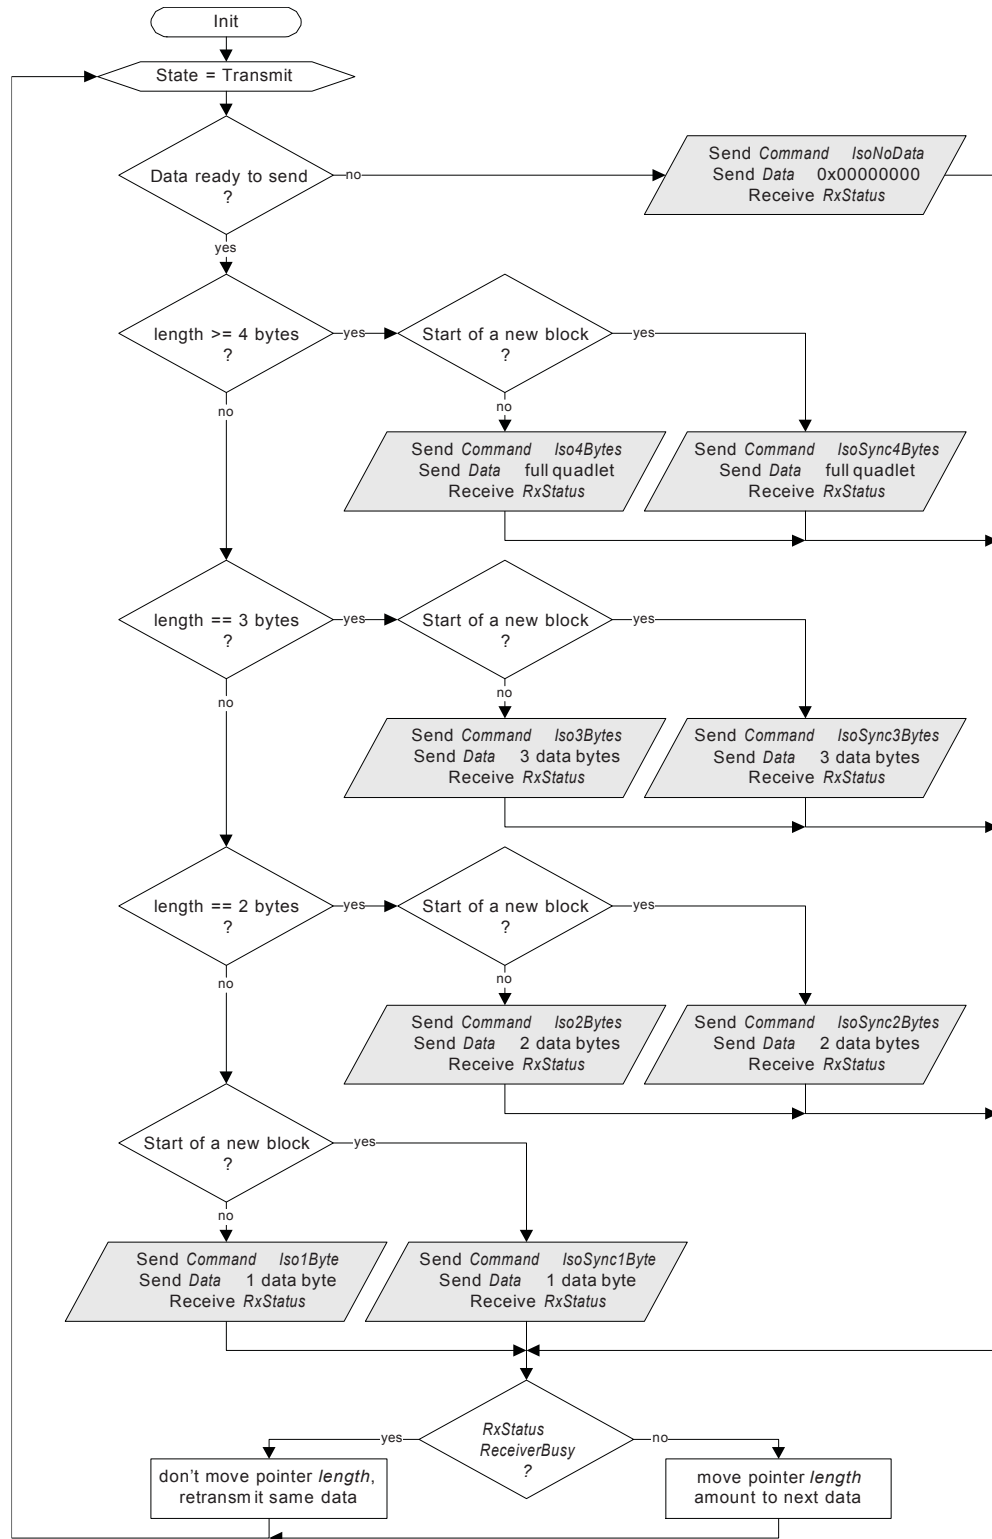 Init
State = Transmit
Data ready to send
?
no
Send Command IsoNoData
Send Data 0x00000000
Receive RxStatus
yes
length >= 4 bytes
?
yes
Start of a new block
?
yes
no
no
Send Command Iso4Bytes
Send Data full quadlet
Receive RxStatus
Send Command IsoSync4Bytes
Send Data full quadlet
Receive RxStatus
length == 3 bytes
?
yes
Start of a new block
?
yes
no
no
Send Command Iso3Bytes
Send Data 3 data bytes
Receive RxStatus
Send Command IsoSync3Bytes
Send Data 3 data bytes
Receive RxStatus
length == 2 bytes
?
yes
Start of a new block
?
yes
no
no
Send Command Iso2Bytes
Send Data 2 data bytes
Receive RxStatus
Send Command IsoSync2Bytes
Send Data 2 data bytes
Receive RxStatus
Start of a new block
?
yes
no
Send Command Iso1Byte
Send Data 1 data byte
Receive RxStatus
Send Command IsoSync1Byte
Send Data 1 data byte
Receive RxStatus
RxStatus
ReceiverBusy
?
yes
no
don't move pointer length,
retransmit same data
move pointer length
amount to next data